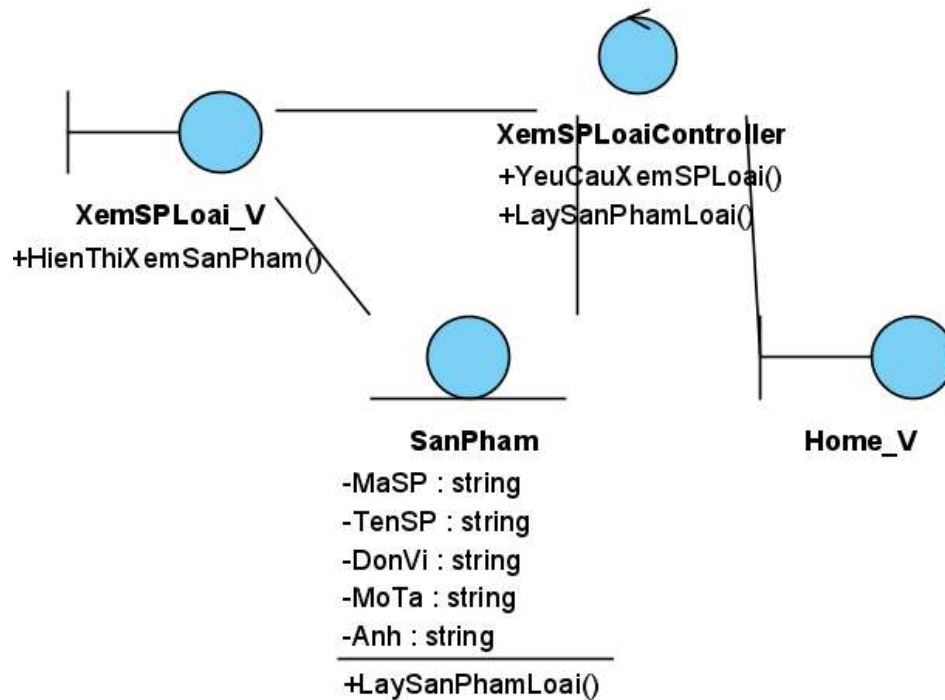 XemSPLoaiController
+YeuCauXemSPLoai()
+LaySanPhamLoai()
XemSPLoai_V
+HienThiXemSanPham()
SanPham
-MaSP : string
-TenSP : string
-DonVi : string
-MoTa : string
-Anh : string
+LaySanPhamLoai()
Home_V